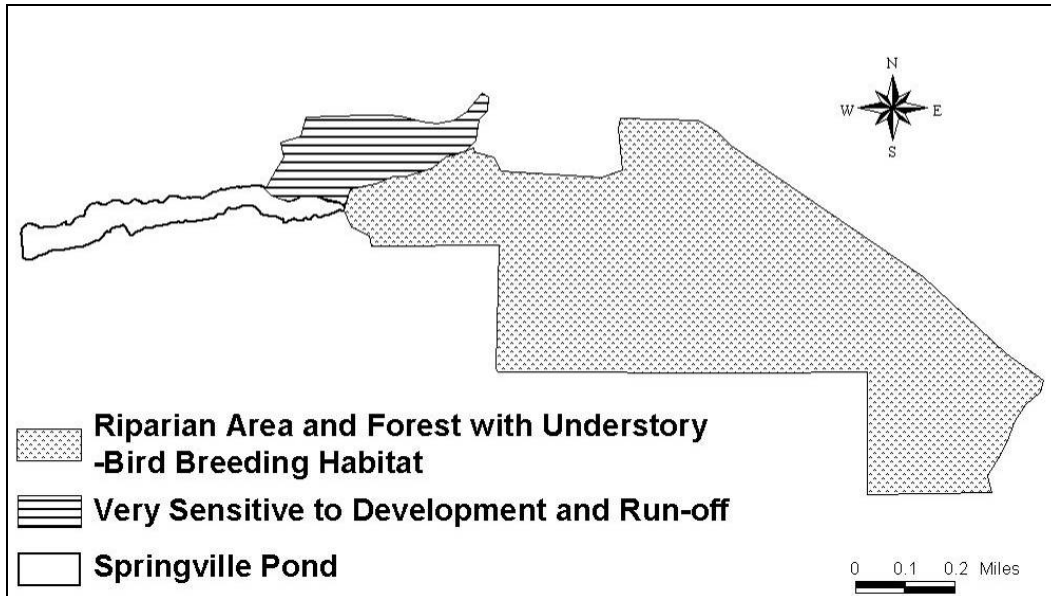 N
W E
S
Riparian Area and Forest with Understory
-Bird Breeding Habitat
Very Sensitive to Development and Run-off
Springville Pond
0 0.1 0.2 Miles